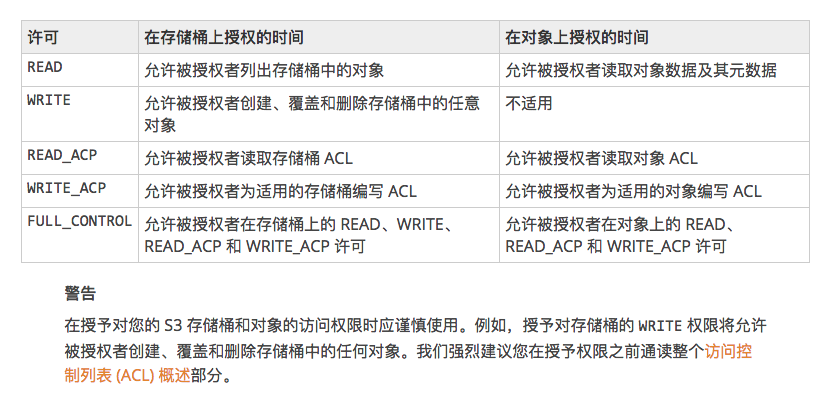 许可 在存储桶上授权的时间 在对象上授权的时间
READ 允许被授权者列出存储桶中的对象 允许被授权者读取对象数据及其元数据
WRITE 允许被授权者创建、覆盖和删除存储桶中的任意 不适用
对象
READ_ACP 允许被授权者读取存储桶 ACL 允许被授权者读取对象 ACL
WRITE_ACP 允许被授权者为适用的存储桶编写 ACL 允许被授权者为适用的对象编写 ACL
FULL_CONTROL 允许被授权者在存储桶上的 READ、WRITE、 允许被授权者在对象上的 READ、
READ_ACP 和 WRITE_ACP 许可 READ_ACP 和 WRITE_ACP 许可
警告
在授予对您的 S3 存储桶和对象的访问权限时应谨慎使用。例如，授予对存储桶的 WRITE 权限将允许
被授权者创建、覆盖和删除存储桶中的任何对象。我们强烈建议您在授予权限之前通读整个访问控
制列表 (ACL) 概述部分。